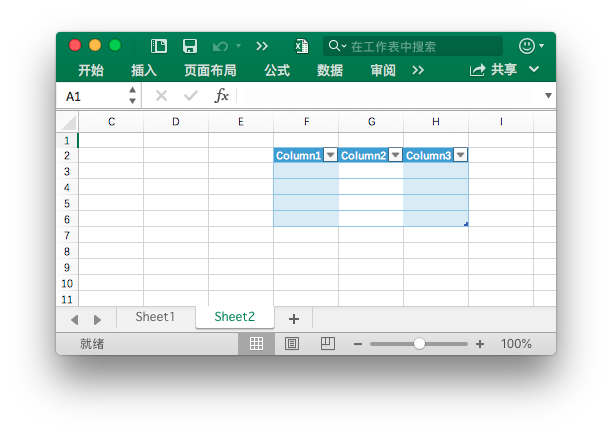 在工作表中搜索
开始 插入 页面布局 公式 数据 审阅 共享
A1 fx
C D E F G H I
1
2 Column1 Column2 Column3
3
4
5
6
7
8
9
10
11
Sheet1 Sheet2 +
就绪 100%